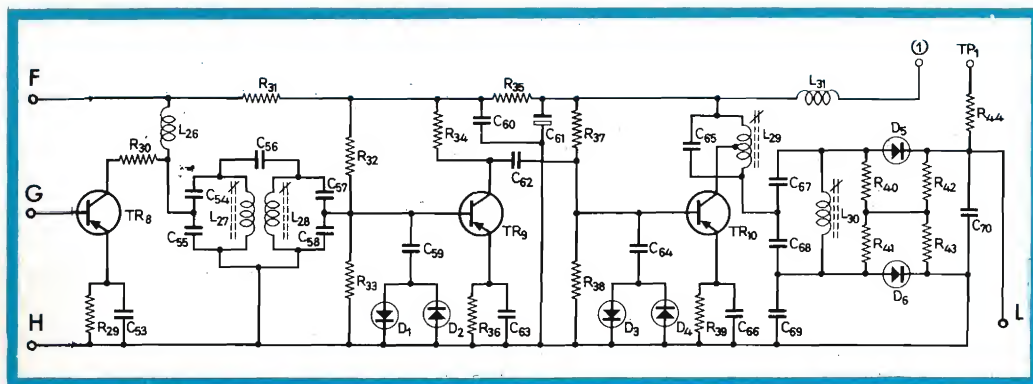 F
G
H
R31
R35
L31
①
TP1
R44
L26
R30
TR8
C54
C55
C56
L27
L28
C57
C58
R29
C53
R32
R33
R34
C60
C61
R37
C62
TR9
C59
D1
D2
R36
C63
R38
C64
D3
D4
C65
L29
TR10
R39
C66
C67
C68
C69
L30
R40
R41
D5
D6
R42
R43
C70
L